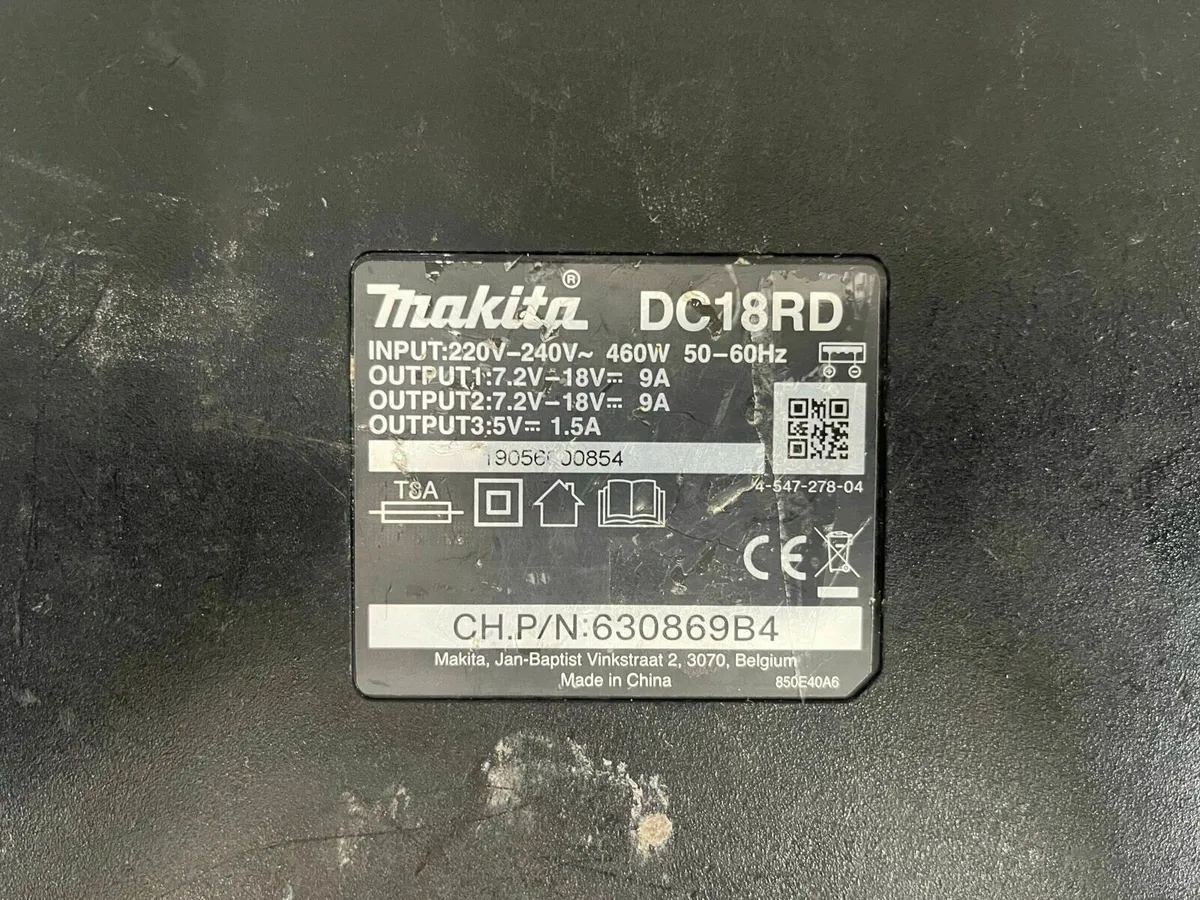 makita® DC18RD
INPUT:220V–240V~ 460W 50–60Hz
OUTPUT1:7.2V–18V⎓ 9A
OUTPUT2:7.2V–18V⎓ 9A
OUTPUT3:5V⎓ 1.5A
4-547-278-04
T8A
CE
CH.P/N:630869B4
Makita, Jan-Baptist Vinkstraat 2, 3070, Belgium
Made in China 850E40A6